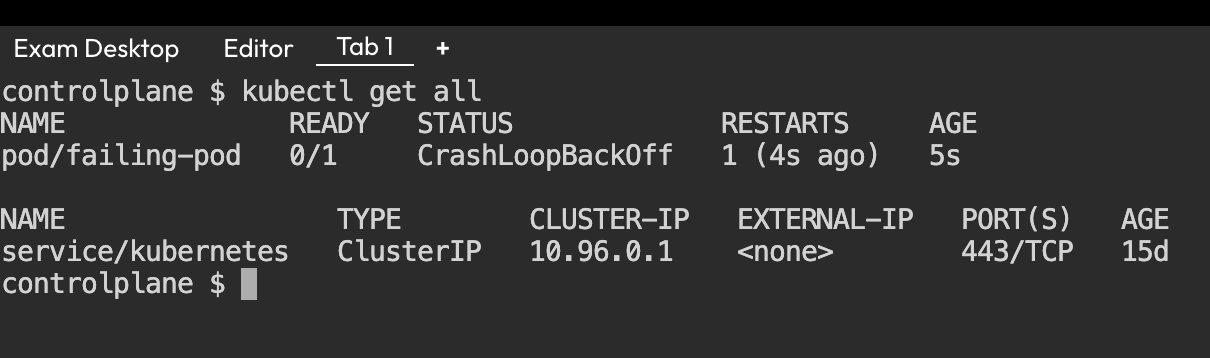 Exam Desktop Editor Tab 1 +
controlplane $ kubectl get all
NAME READY STATUS RESTARTS AGE
pod/failing-pod 0/1 CrashLoopBackOff 1 (4s ago) 5s
NAME TYPE CLUSTER-IP EXTERNAL-IP PORT(S) AGE
service/kubernetes ClusterIP 10.96.0.1 <none> 443/TCP 15d
controlplane $